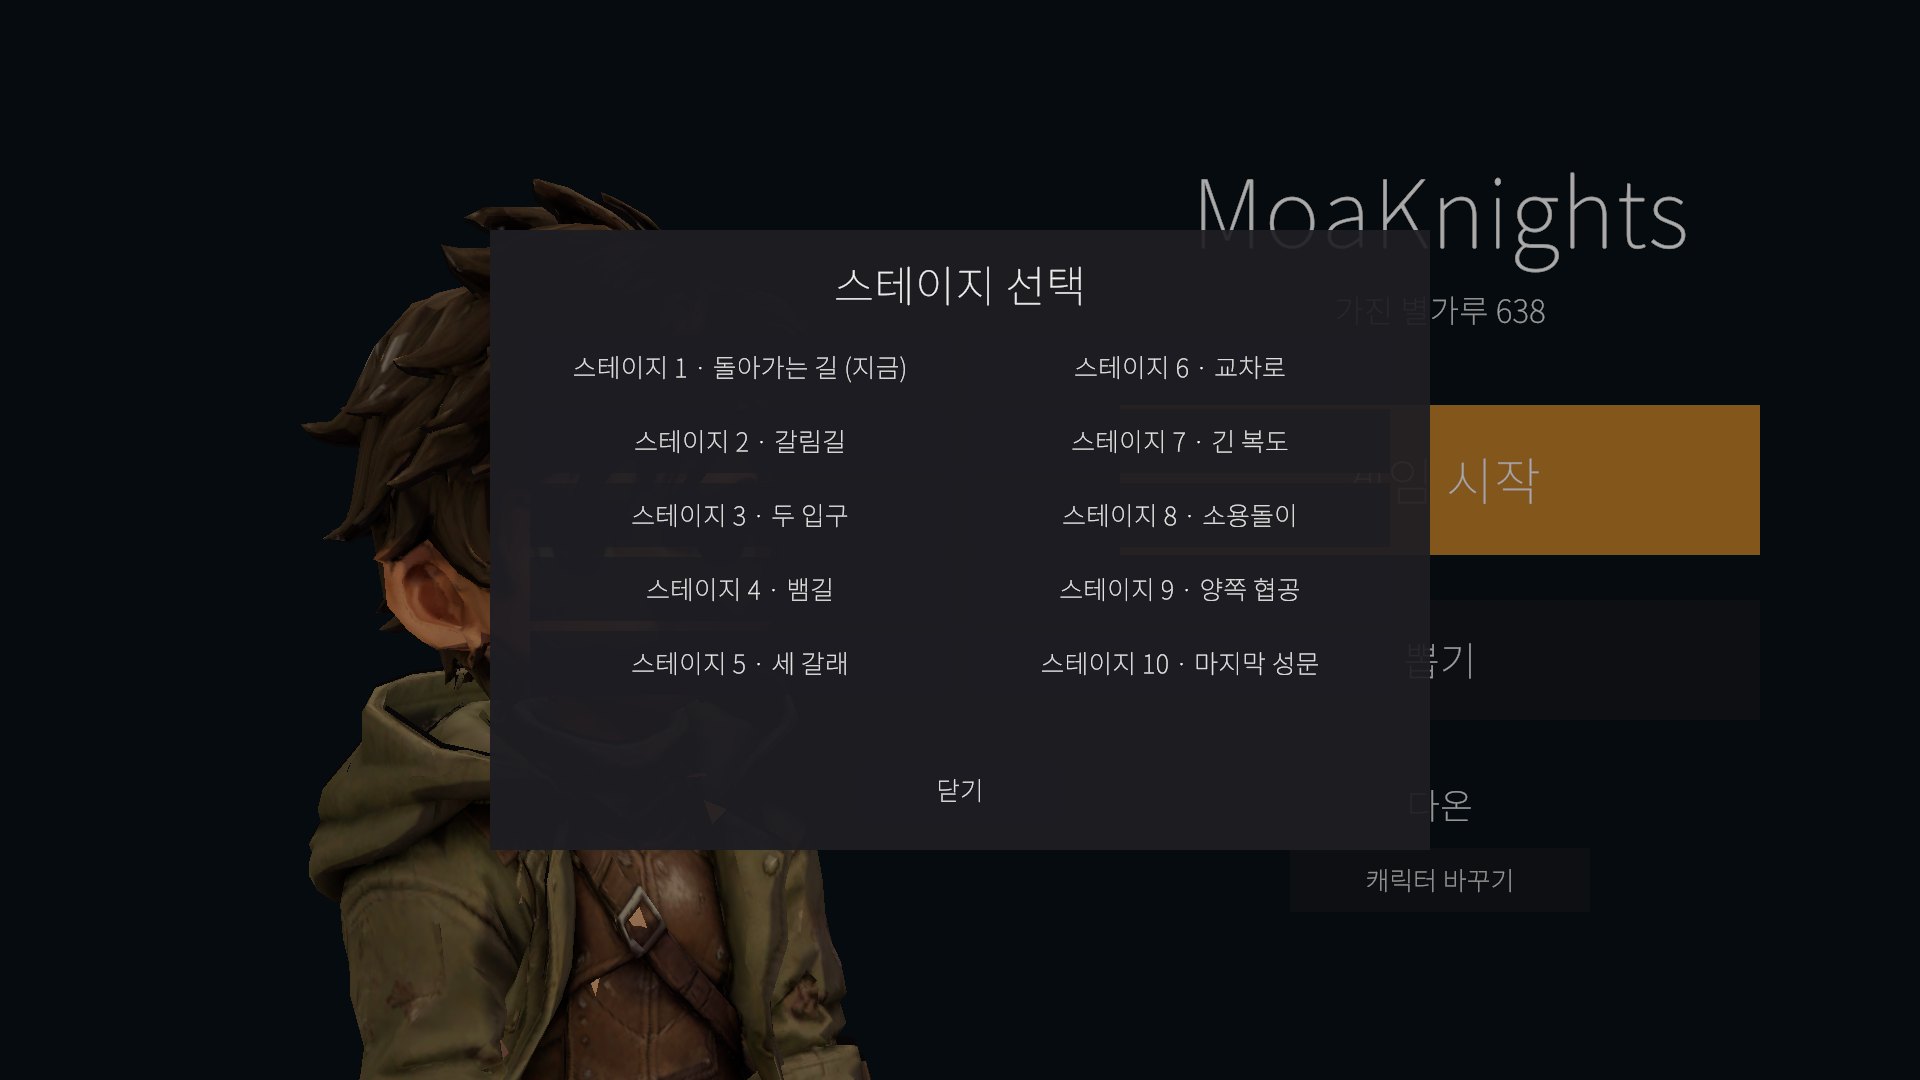 MoaKnights
가진 별가루 638
스테이지 선택
스테이지 1 · 돌아가는 길 (지금)
스테이지 2 · 갈림길
스테이지 3 · 두 입구
스테이지 4 · 뱀길
스테이지 5 · 세 갈래
스테이지 6 · 교차로
스테이지 7 · 긴 복도
스테이지 8 · 소용돌이
스테이지 9 · 양쪽 협공
스테이지 10 · 마지막 성문
닫기
시작
뽑기
캐릭터 바꾸기